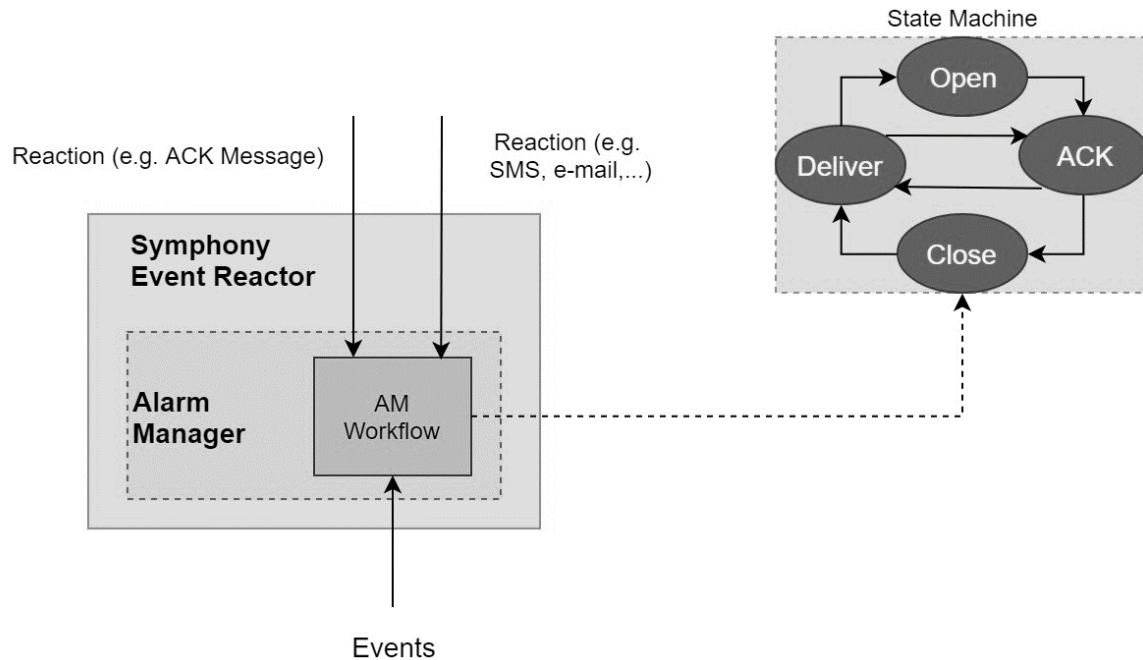 State Machine
Open
Deliver
ACK
Close
Reaction (e.g. ACK Message)
Reaction (e.g.
SMS, e-mail,...)
Symphony
Event Reactor
Alarm
Manager
AM
Workflow
Events